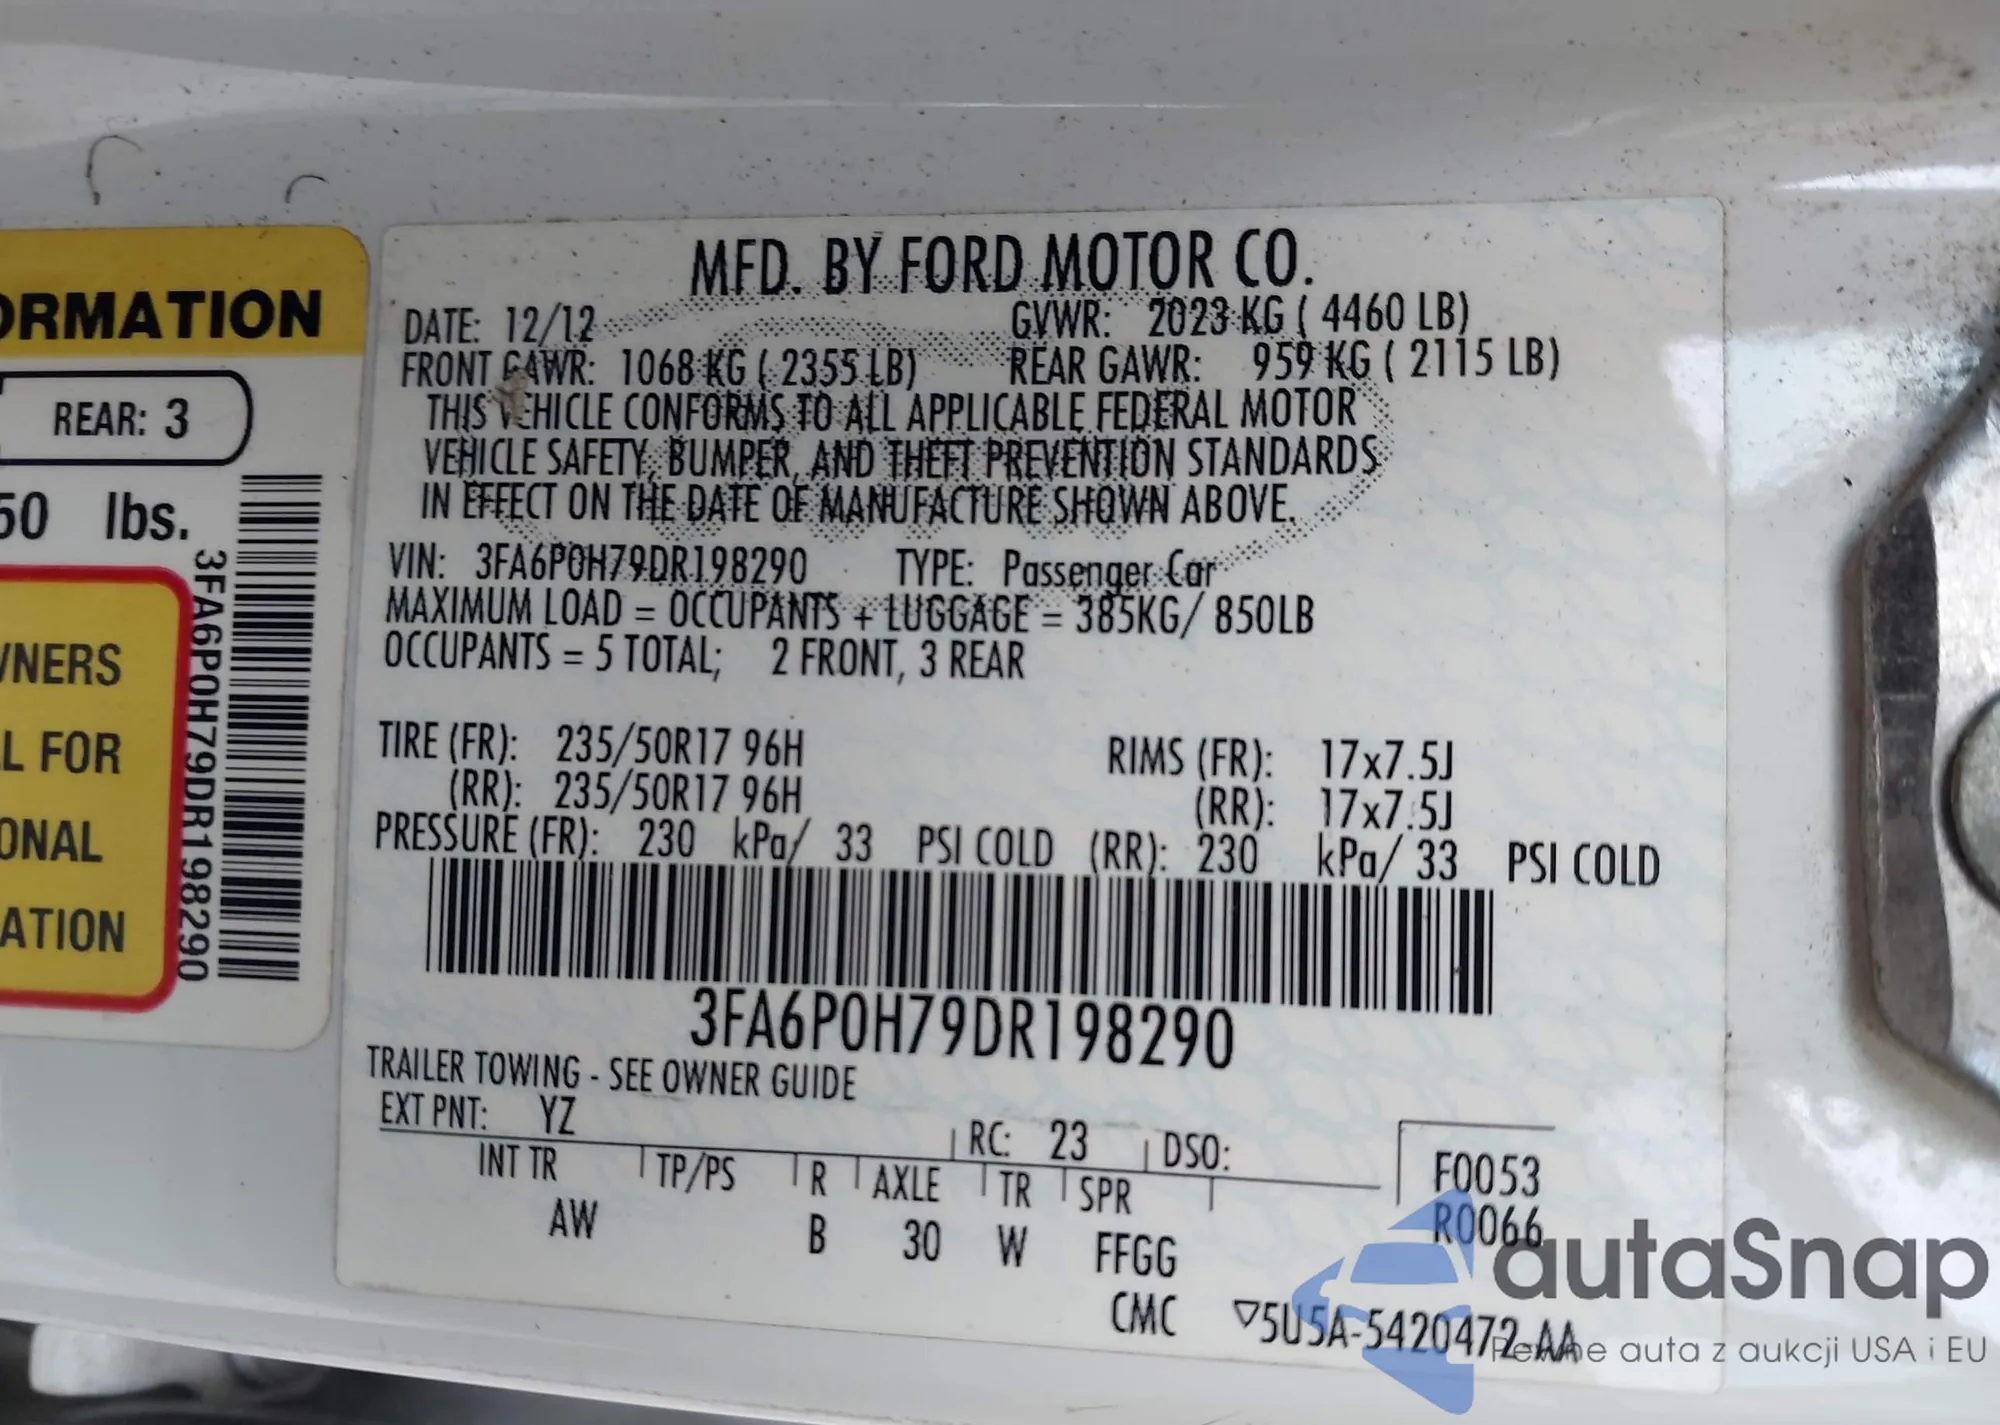 ORMATION
REAR: 3
50 lbs.
WNERS
L FOR
ONAL
ATION
3FA6P0H79DR198290
MFD. BY FORD MOTOR CO.
DATE: 12/12 GVWR: 2023 KG ( 4460 LB)
FRONT GAWR: 1068 KG ( 2355 LB) REAR GAWR: 959 KG ( 2115 LB)
THIS VEHICLE CONFORMS TO ALL APPLICABLE FEDERAL MOTOR
VEHICLE SAFETY, BUMPER, AND THEFT PREVENTION STANDARDS
IN EFFECT ON THE DATE OF MANUFACTURE SHOWN ABOVE.
VIN: 3FA6P0H79DR198290 TYPE: Passenger Car
MAXIMUM LOAD = OCCUPANTS + LUGGAGE = 385KG/ 850LB
OCCUPANTS = 5 TOTAL; 2 FRONT, 3 REAR
TIRE (FR): 235/50R17 96H RIMS (FR): 17x7.5J
(RR): 235/50R17 96H (RR): 17x7.5J
PRESSURE (FR): 230 kPa/ 33 PSI COLD (RR): 230 kPa/ 33 PSI COLD
3FA6P0H79DR198290
TRAILER TOWING - SEE OWNER GUIDE
EXT PNT: YZ RC: 23 DSO:
INT TR TP/PS R AXLE TR SPR F0053
AW B 30 W FFGG R0066
CMC ▽5U5A-5420472-AA
autaSnap
Pewne auta z aukcji USA i EU